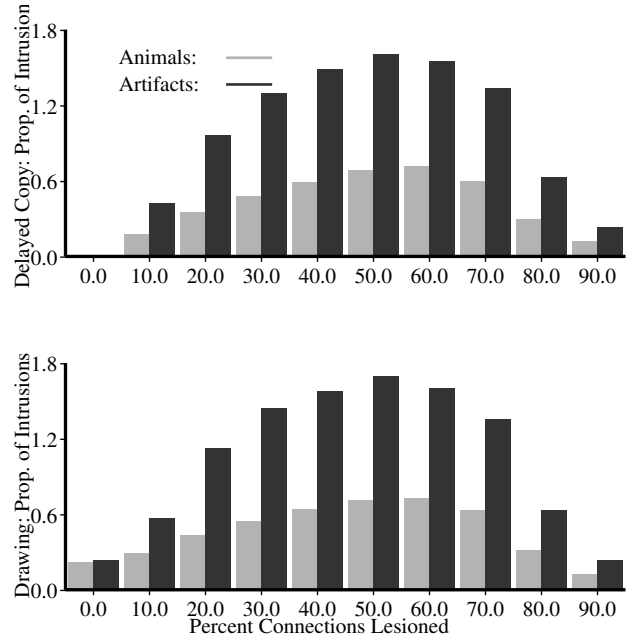 Delayed Copy: Prop. of Intrusion
1.8
1.2
0.6
0.0
Animals:
Artifacts:
0.0 10.0 20.0 30.0 40.0 50.0 60.0 70.0 80.0 90.0
Drawing: Prop. of Intrusions
1.8
1.2
0.6
0.0
0.0 10.0 20.0 30.0 40.0 50.0 60.0 70.0 80.0 90.0
Percent Connections Lesioned